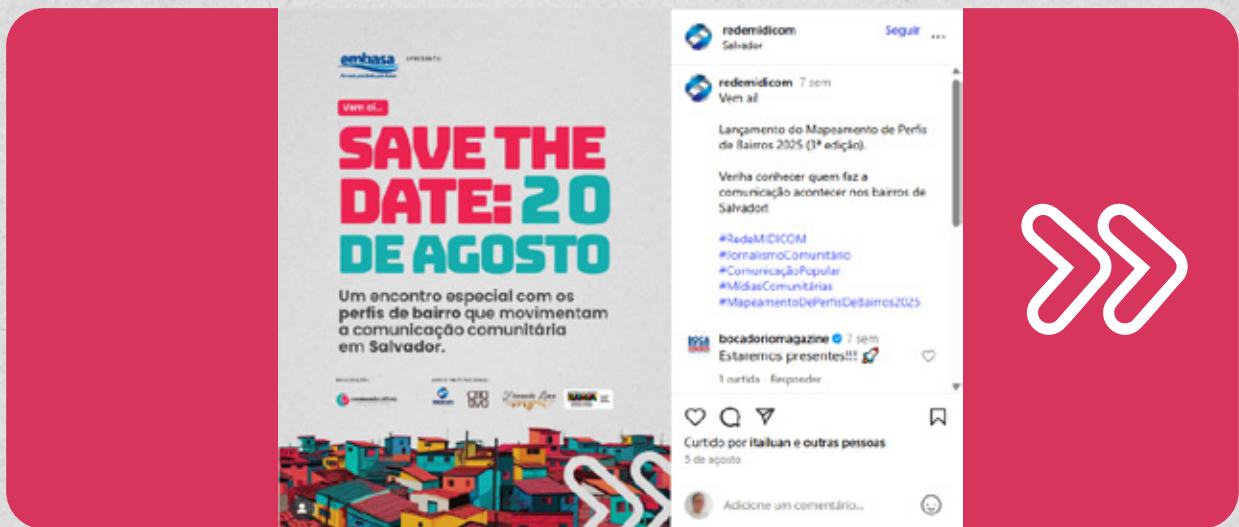 embasa
APRESENTA:
Vem aí...
SAVE THE
DATE: 20
DE AGOSTO
Um encontro especial com os
perfis de bairro que movimentam
a comunicação comunitária
em Salvador.
redemidicom
Salvador
Seguir
redemidicom 7 sem
Vem aí!
Lançamento do Mapeamento de Perfis
de Bairros 2025 (3ª edição).
Venha conhecer quem faz a
comunicação acontecer nos bairros de
Salvador!
#RedeMIDICOM
#JornalismoComunitário
#ComunicaçãoPopular
#MídiasComunitárias
#MapeamentoDePerfisDeBairros2025
bocadoriomagazine 7 sem
Estaremos presentes!!! 🚀
1 curtida Responder
Curtido por itailuan e outras pessoas
5 de agosto
Adicione um comentário...